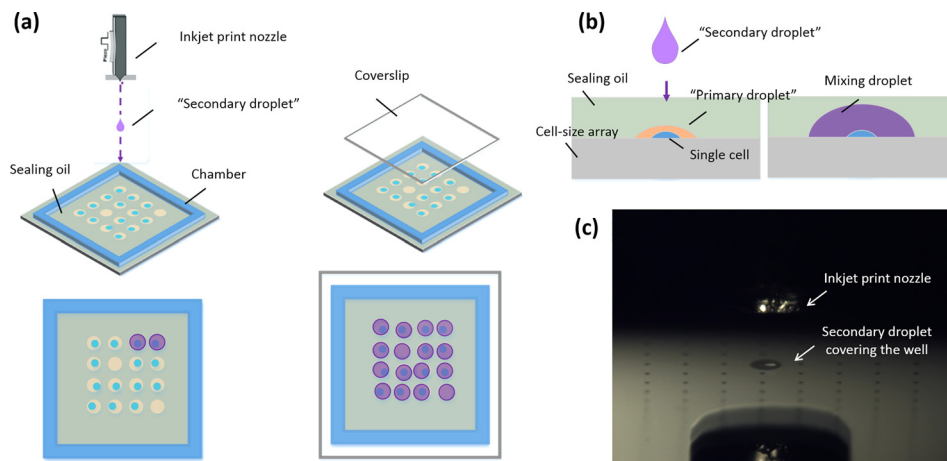 (a)
Inkjet print nozzle
"Secondary droplet"
Sealing oil
Chamber
Coverslip
(b)
"Secondary droplet"
Sealing oil
"Primary droplet"
Mixing droplet
Cell-size array
Single cell
(c)
Inkjet print nozzle
Secondary droplet
covering the well